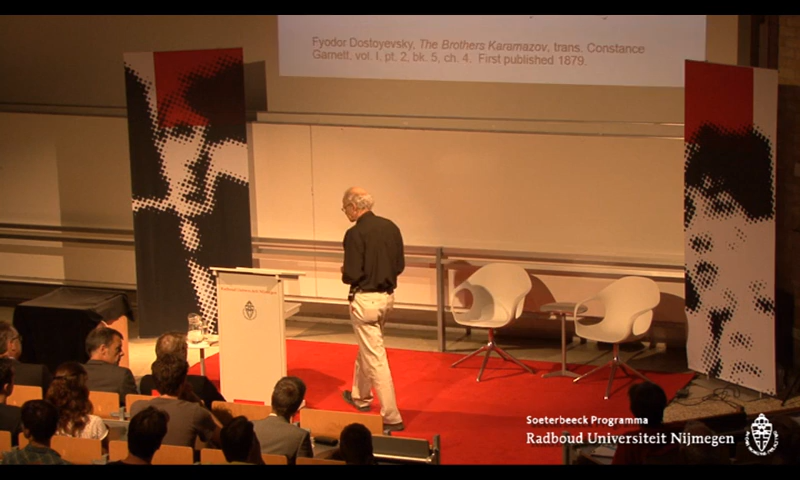 Fyodor Dostoyevsky, The Brothers Karamazov, trans. Constance
Garnett, vol. I, pt. 2, bk. 5, ch. 4. First published 1879.
Soeterbeeck Programma
Radboud Universiteit Nijmegen